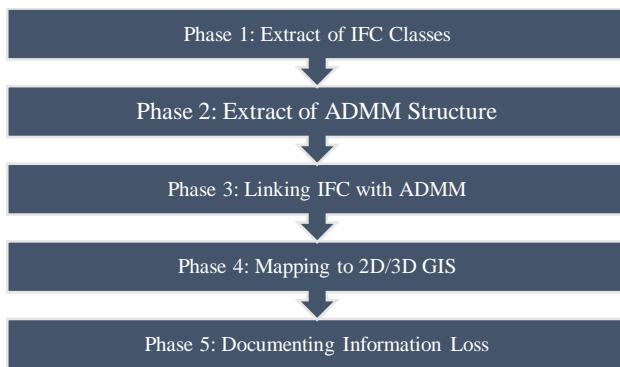 Phase 1: Extract of IFC Classes
Phase 2: Extract of ADMM Structure
Phase 3: Linking IFC with ADMM
Phase 4: Mapping to 2D/3D GIS
Phase 5: Documenting Information Loss